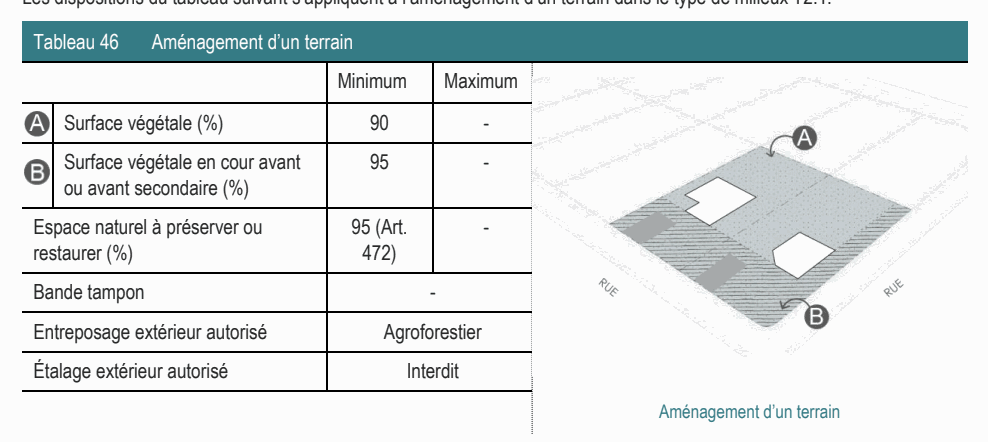 Les dispositions du tableau suivant s'appliquent à l'aménagement d'un terrain dans le type de milieux T2.1.
Tableau 46 Aménagement d'un terrain
Minimum Maximum
A Surface végétale (%) 90 -
B Surface végétale en cour avant ou avant secondaire (%) 95 -
Espace naturel à préserver ou restaurer (%) 95 (Art. 472) -
Bande tampon -
Entreposage extérieur autorisé Agroforestier
Étalage extérieur autorisé Interdit
A
RUE
RUE
B
Aménagement d'un terrain